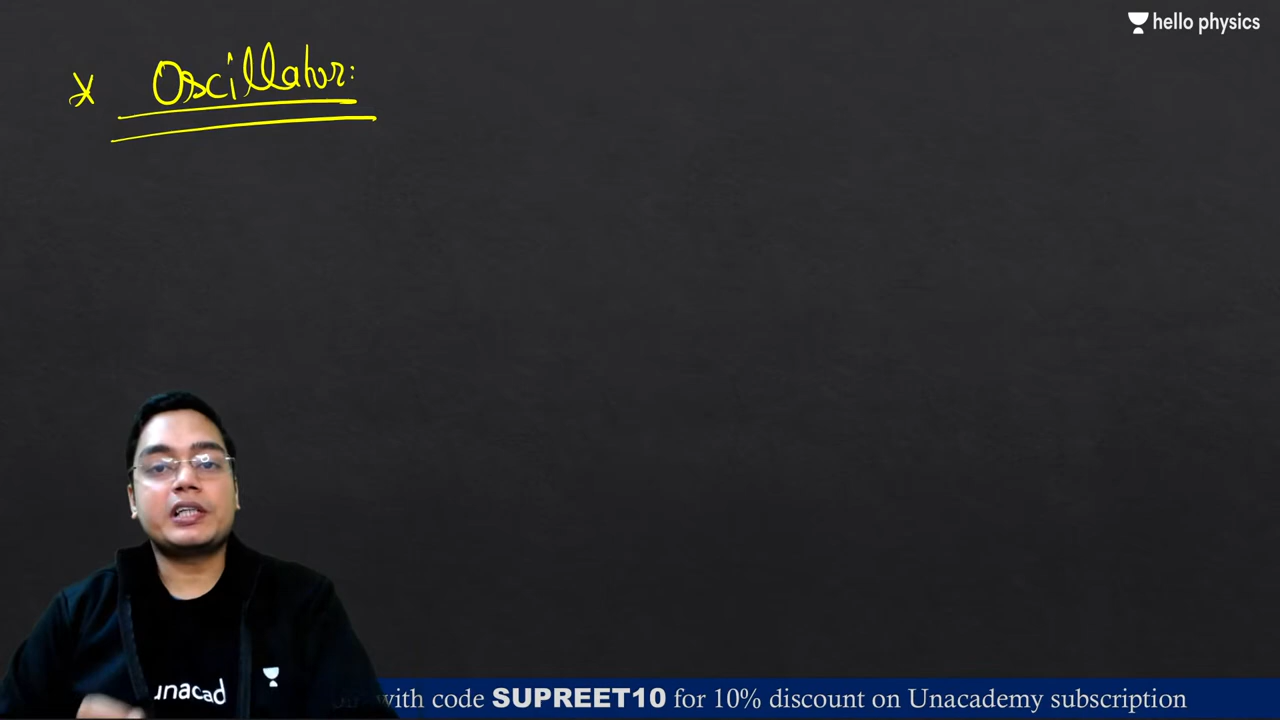 hello physics
* Oscillator:
unacad
with code SUPREET10 for 10% discount on Unacademy subscription